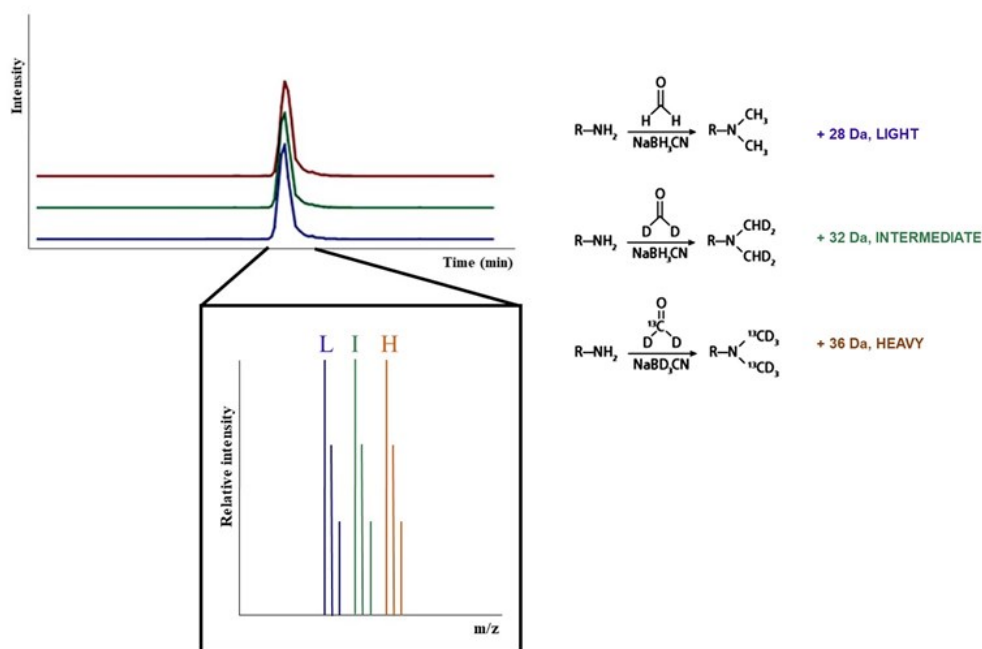 Intensity
Time (min)
L I H
Relative intensity
m/z
O
H H
R—NH₂ NaBH₃CN R—N CH₃ CH₃
+ 28 Da, LIGHT
O
D D
R—NH₂ NaBH₃CN R—N CHD₂ CHD₂
+ 32 Da, INTERMEDIATE
O
¹³C
D D
R—NH₂ NaBD₃CN R—N ¹³CD₃ ¹³CD₃
+ 36 Da, HEAVY